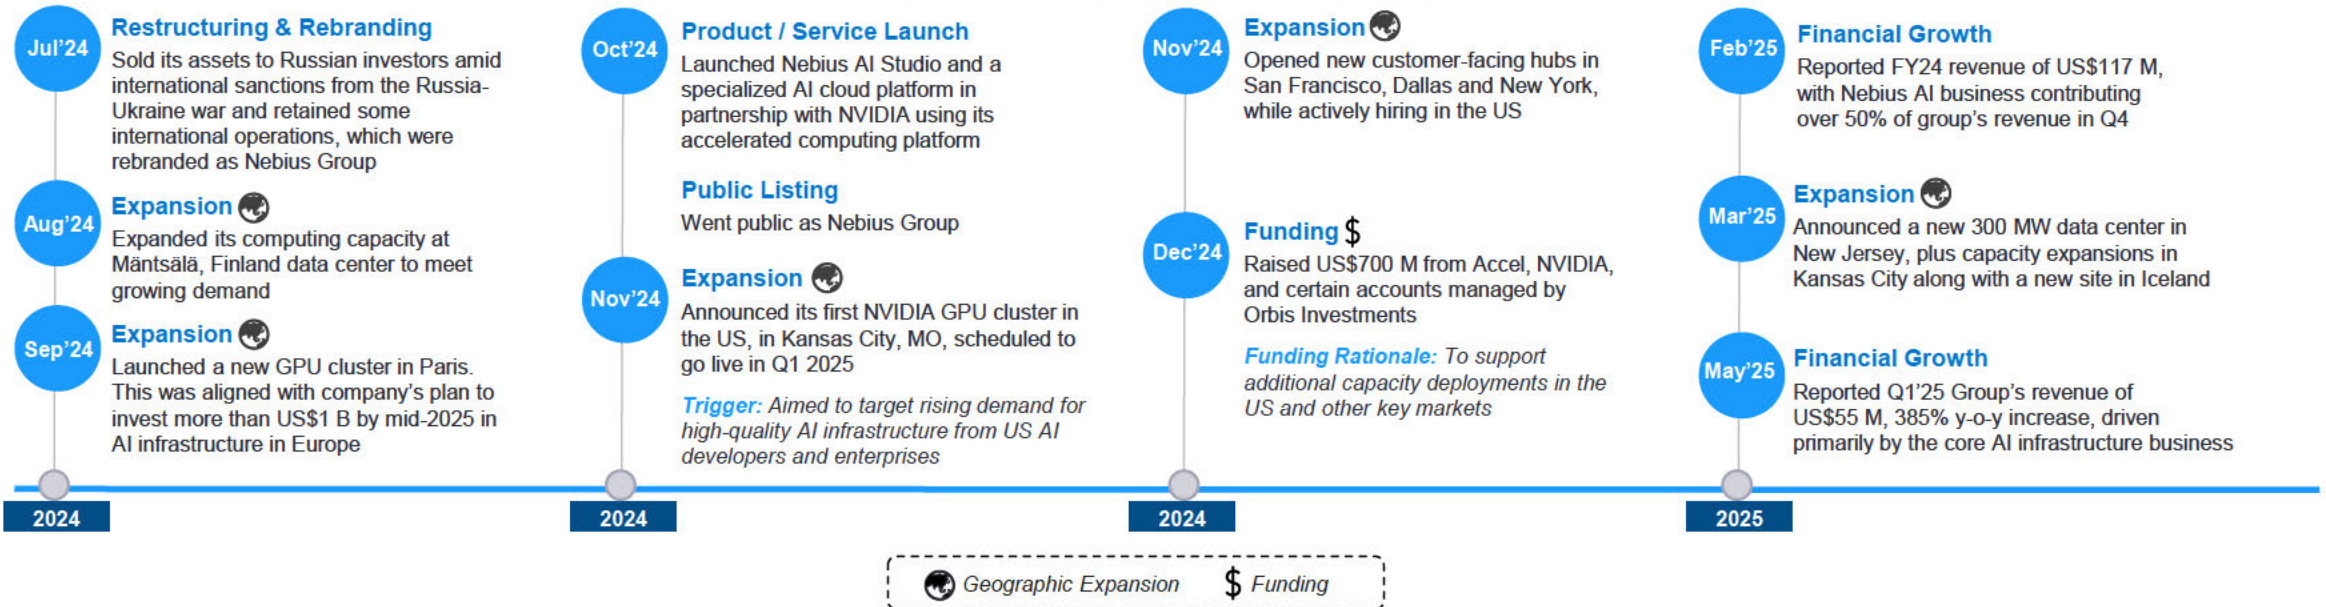 Jul'24
Restructuring & Rebranding
Sold its assets to Russian investors amid
international sanctions from the Russia-
Ukraine war and retained some
international operations, which were
rebranded as Nebius Group
Aug'24
Expansion
Expanded its computing capacity at
Mäntsälä, Finland data center to meet
growing demand
Sep'24
Expansion
Launched a new GPU cluster in Paris.
This was aligned with company's plan to
invest more than US$1 B by mid-2025 in
AI infrastructure in Europe
2024
Oct'24
Product / Service Launch
Launched Nebius AI Studio and a
specialized AI cloud platform in
partnership with NVIDIA using its
accelerated computing platform
Public Listing
Went public as Nebius Group
Nov'24
Expansion
Announced its first NVIDIA GPU cluster in
the US, in Kansas City, MO, scheduled to
go live in Q1 2025
Trigger: Aimed to target rising demand for
high-quality AI infrastructure from US AI
developers and enterprises
2024
Nov'24
Expansion
Opened new customer-facing hubs in
San Francisco, Dallas and New York,
while actively hiring in the US
Dec'24
Funding $
Raised US$700 M from Accel, NVIDIA,
and certain accounts managed by
Orbis Investments
Funding Rationale: To support
additional capacity deployments in the
US and other key markets
2024
Feb'25
Financial Growth
Reported FY24 revenue of US$117 M,
with Nebius AI business contributing
over 50% of group's revenue in Q4
Mar'25
Expansion
Announced a new 300 MW data center in
New Jersey, plus capacity expansions in
Kansas City along with a new site in Iceland
May'25
Financial Growth
Reported Q1'25 Group's revenue of
US$55 M, 385% y-o-y increase, driven
primarily by the core AI infrastructure business
2025
Geographic Expansion
$ Funding